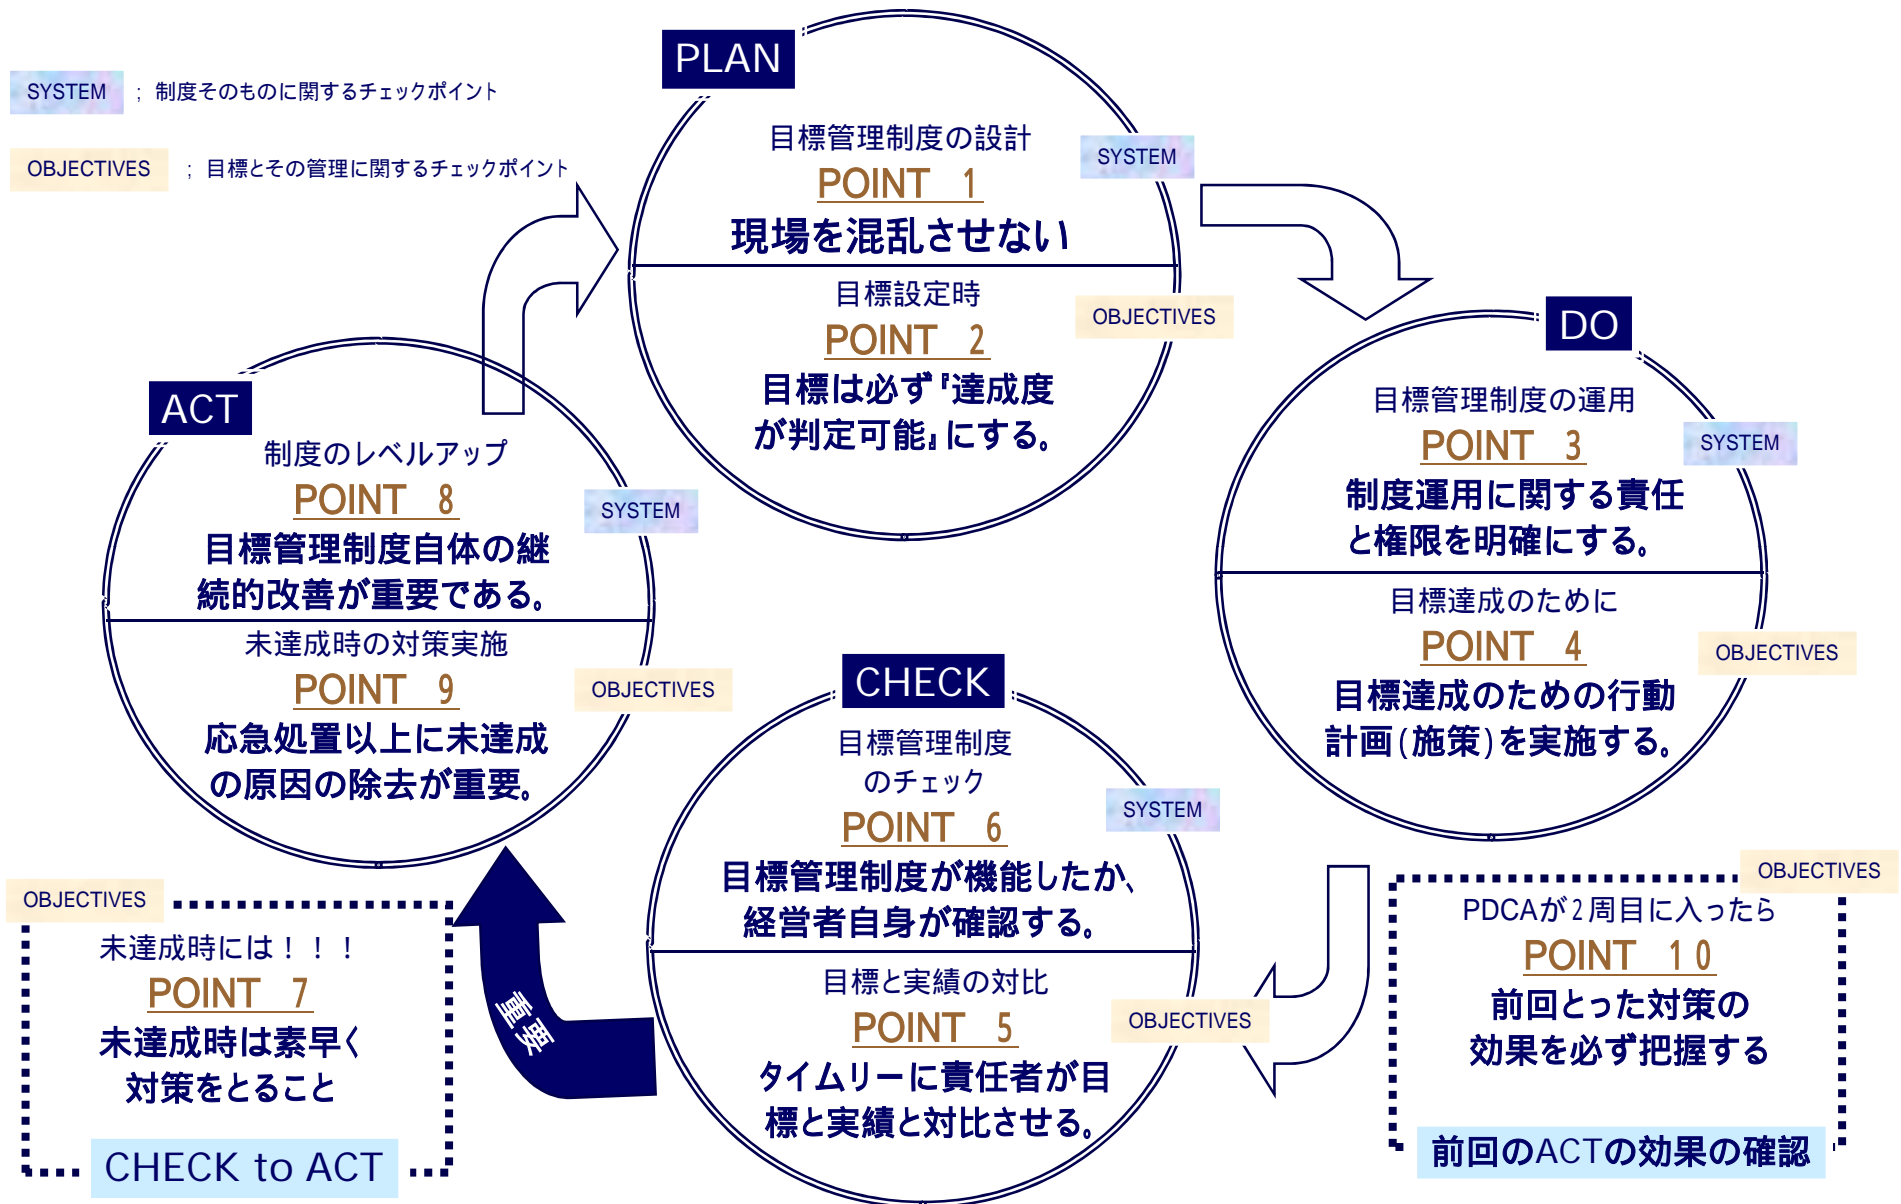 SYSTEM ; 制度そのものに関するチェックポイント
OBJECTIVES ; 目標とその管理に関するチェックポイント
PLAN
目標管理制度の設計
SYSTEM
POINT 1
現場を混乱させない
目標設定時
OBJECTIVES
POINT 2
目標は必ず『達成度
が判定可能』にする。
DO
目標管理制度の運用
SYSTEM
POINT 3
制度運用に関する責任
と権限を明確にする。
目標達成のために
OBJECTIVES
POINT 4
目標達成のための行動
計画(施策)を実施する。
CHECK
目標管理制度
のチェック
SYSTEM
POINT 6
目標管理制度が機能したか、
経営者自身が確認する。
目標と実績の対比
OBJECTIVES
POINT 5
タイムリーに責任者が目
標と実績と対比させる。
ACT
制度のレベルアップ
SYSTEM
POINT 8
目標管理制度自体の継
続的改善が重要である。
未達成時の対策実施
OBJECTIVES
POINT 9
応急処置以上に未達成
の原因の除去が重要。
重要
OBJECTIVES
未達成時には！！！
POINT 7
未達成時は素早く
対策をとること
CHECK to ACT
OBJECTIVES
PDCAが2周目に入ったら
POINT 10
前回とった対策の
効果を必ず把握する
前回のACTの効果の確認